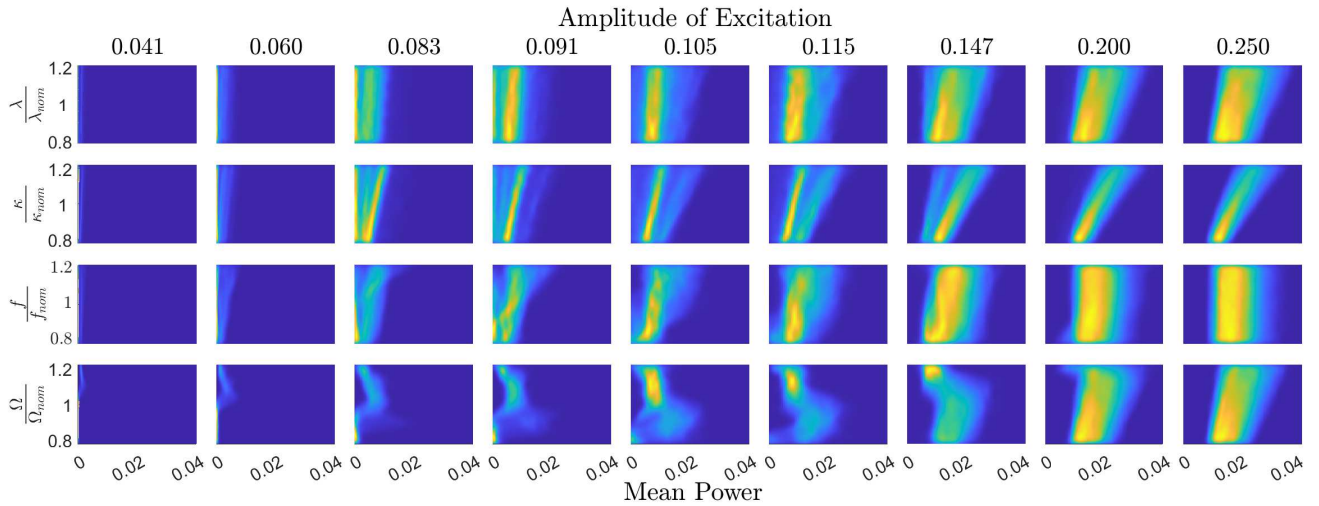 Amplitude of Excitation
0.041 0.060 0.083 0.091 0.105 0.115 0.147 0.200 0.250
1.2
λ/λ_nom 1
0.8
1.2
κ/κ_nom 1
0.8
1.2
f/f_nom 1
0.8
1.2
Ω/Ω_nom 1
0.8
0 0.02 0.04 0 0.02 0.04 0 0.02 0.04 0 0.02 0.04 0 0.02 0.04 0 0.02 0.04 0 0.02 0.04 0 0.02 0.04 0 0.02 0.04
Mean Power